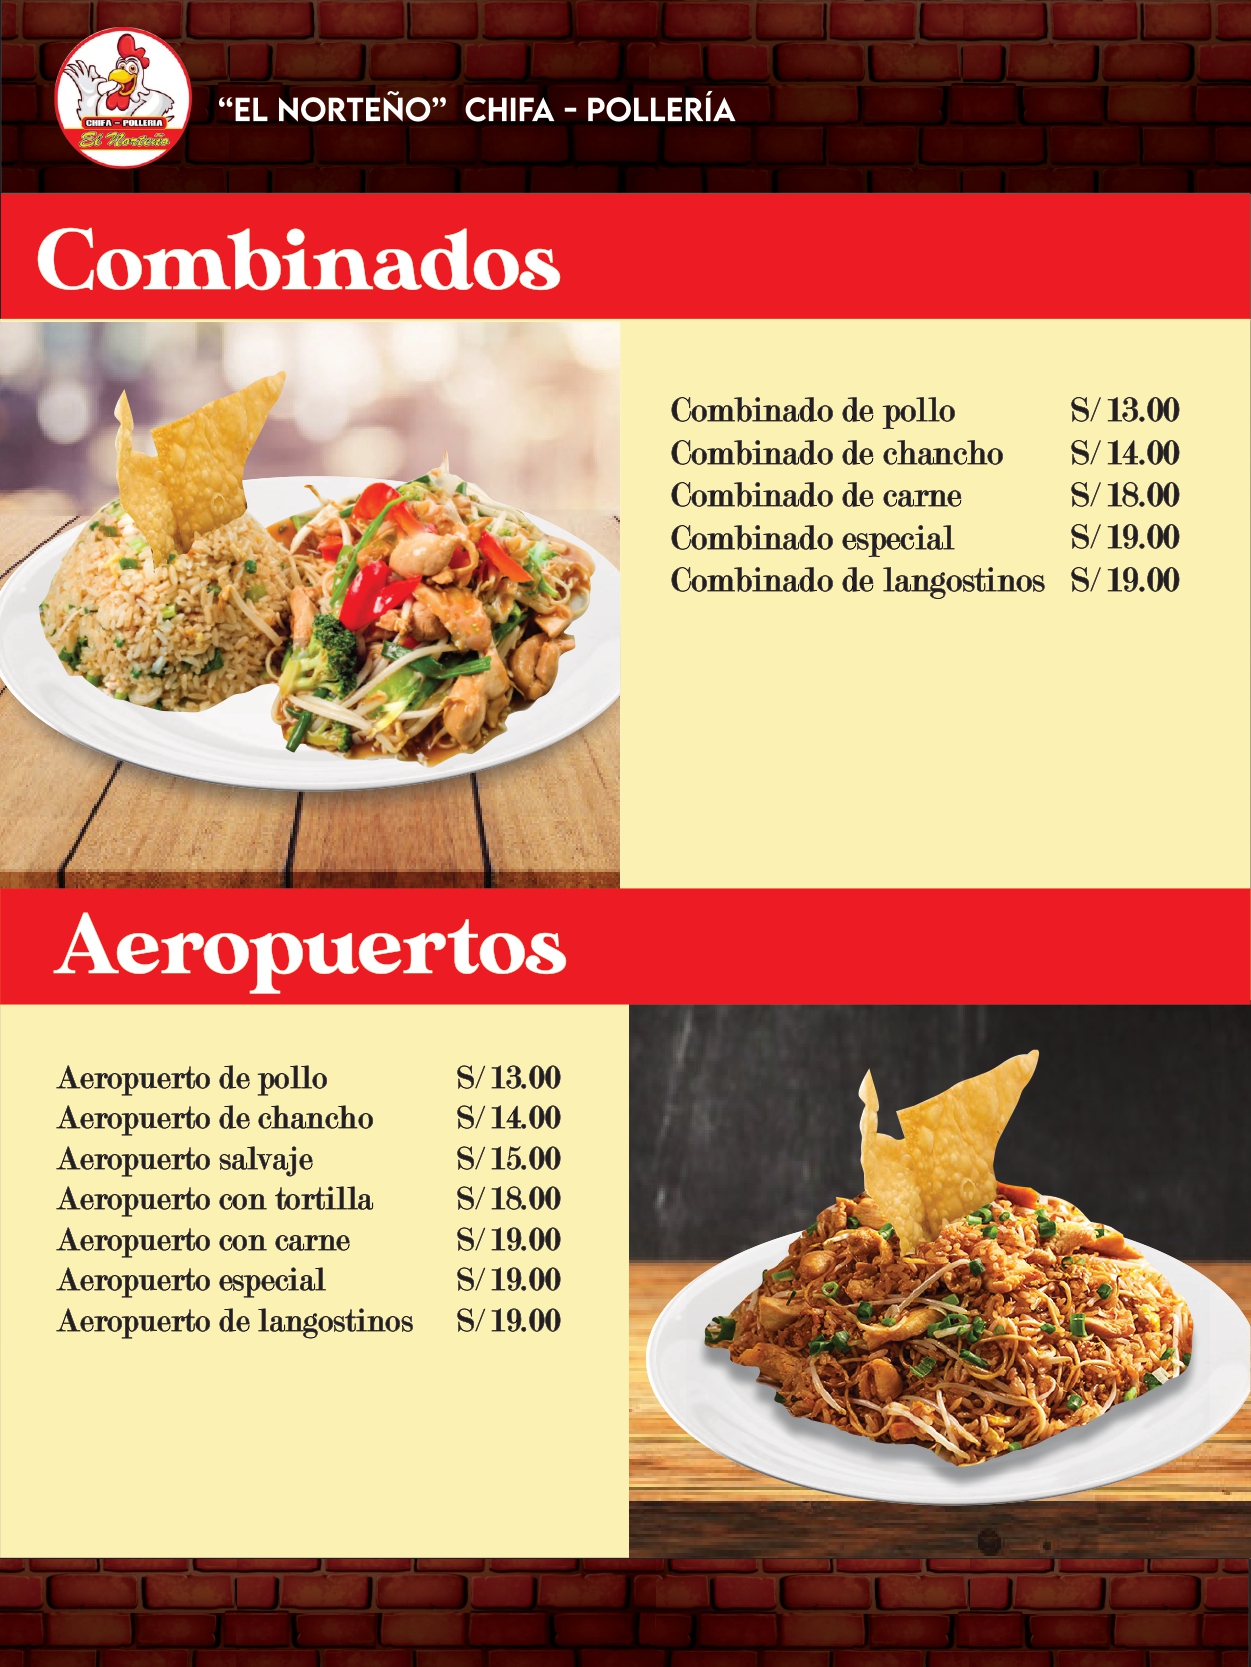 CHIFA - POLLERIA
El Norteño
“EL NORTEÑO” CHIFA - POLLERÍA
Combinados
Combinado de pollo S/ 13.00
Combinado de chancho S/ 14.00
Combinado de carne S/ 18.00
Combinado especial S/ 19.00
Combinado de langostinos S/ 19.00
Aeropuertos
Aeropuerto de pollo S/ 13.00
Aeropuerto de chancho S/ 14.00
Aeropuerto salvaje S/ 15.00
Aeropuerto con tortilla S/ 18.00
Aeropuerto con carne S/ 19.00
Aeropuerto especial S/ 19.00
Aeropuerto de langostinos S/ 19.00